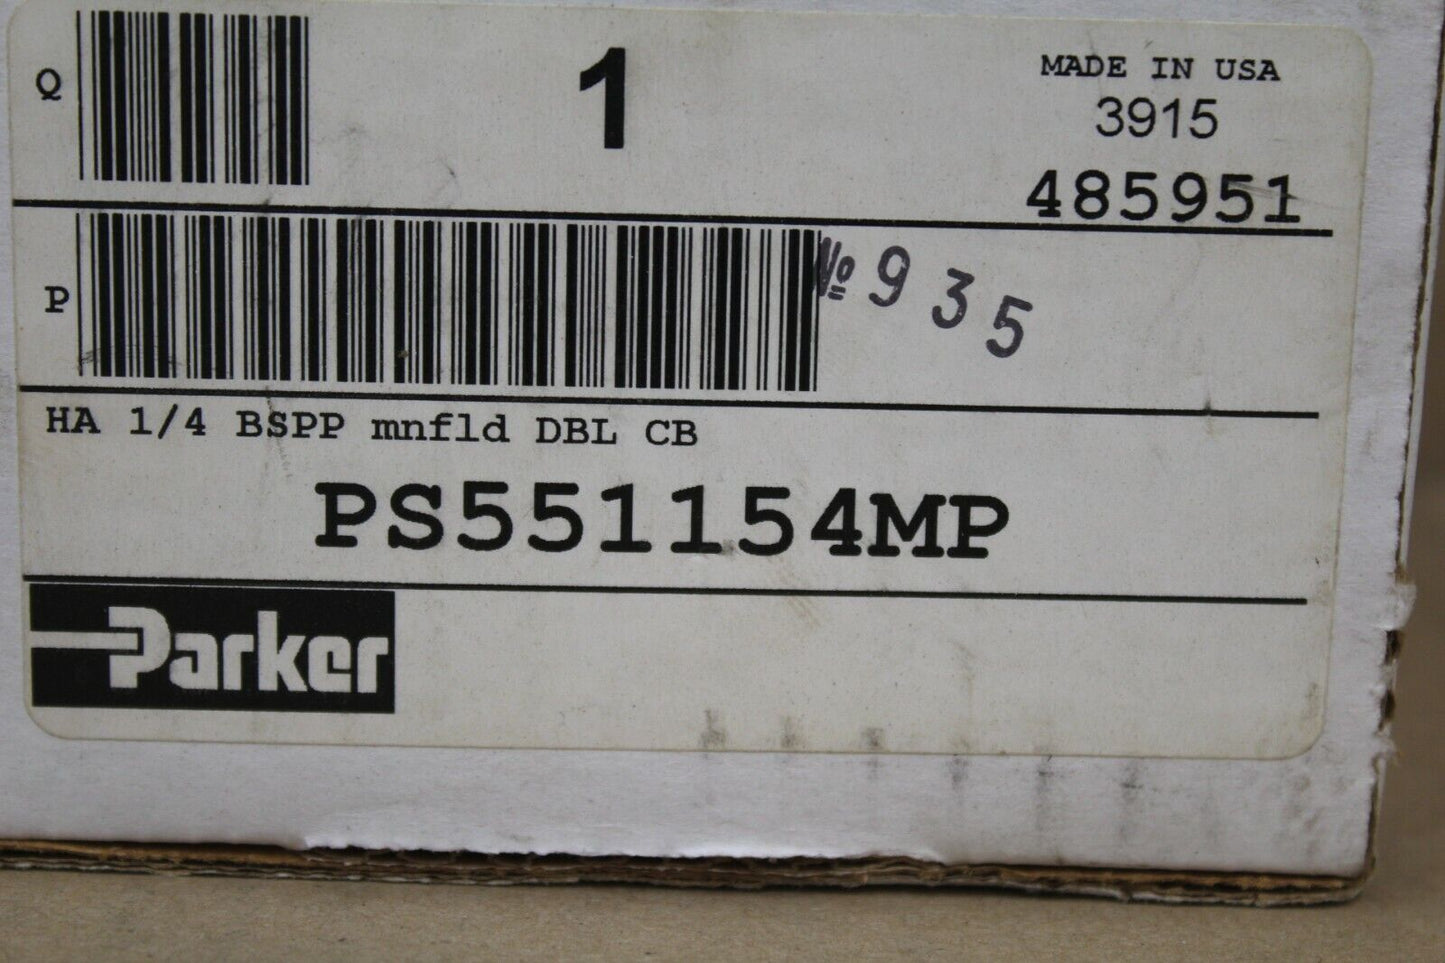 Q
1
MADE IN USA
3915
485951
P
№ 935
HA 1/4 BSPP mnfld DBL CB
PS551154MP
Parker